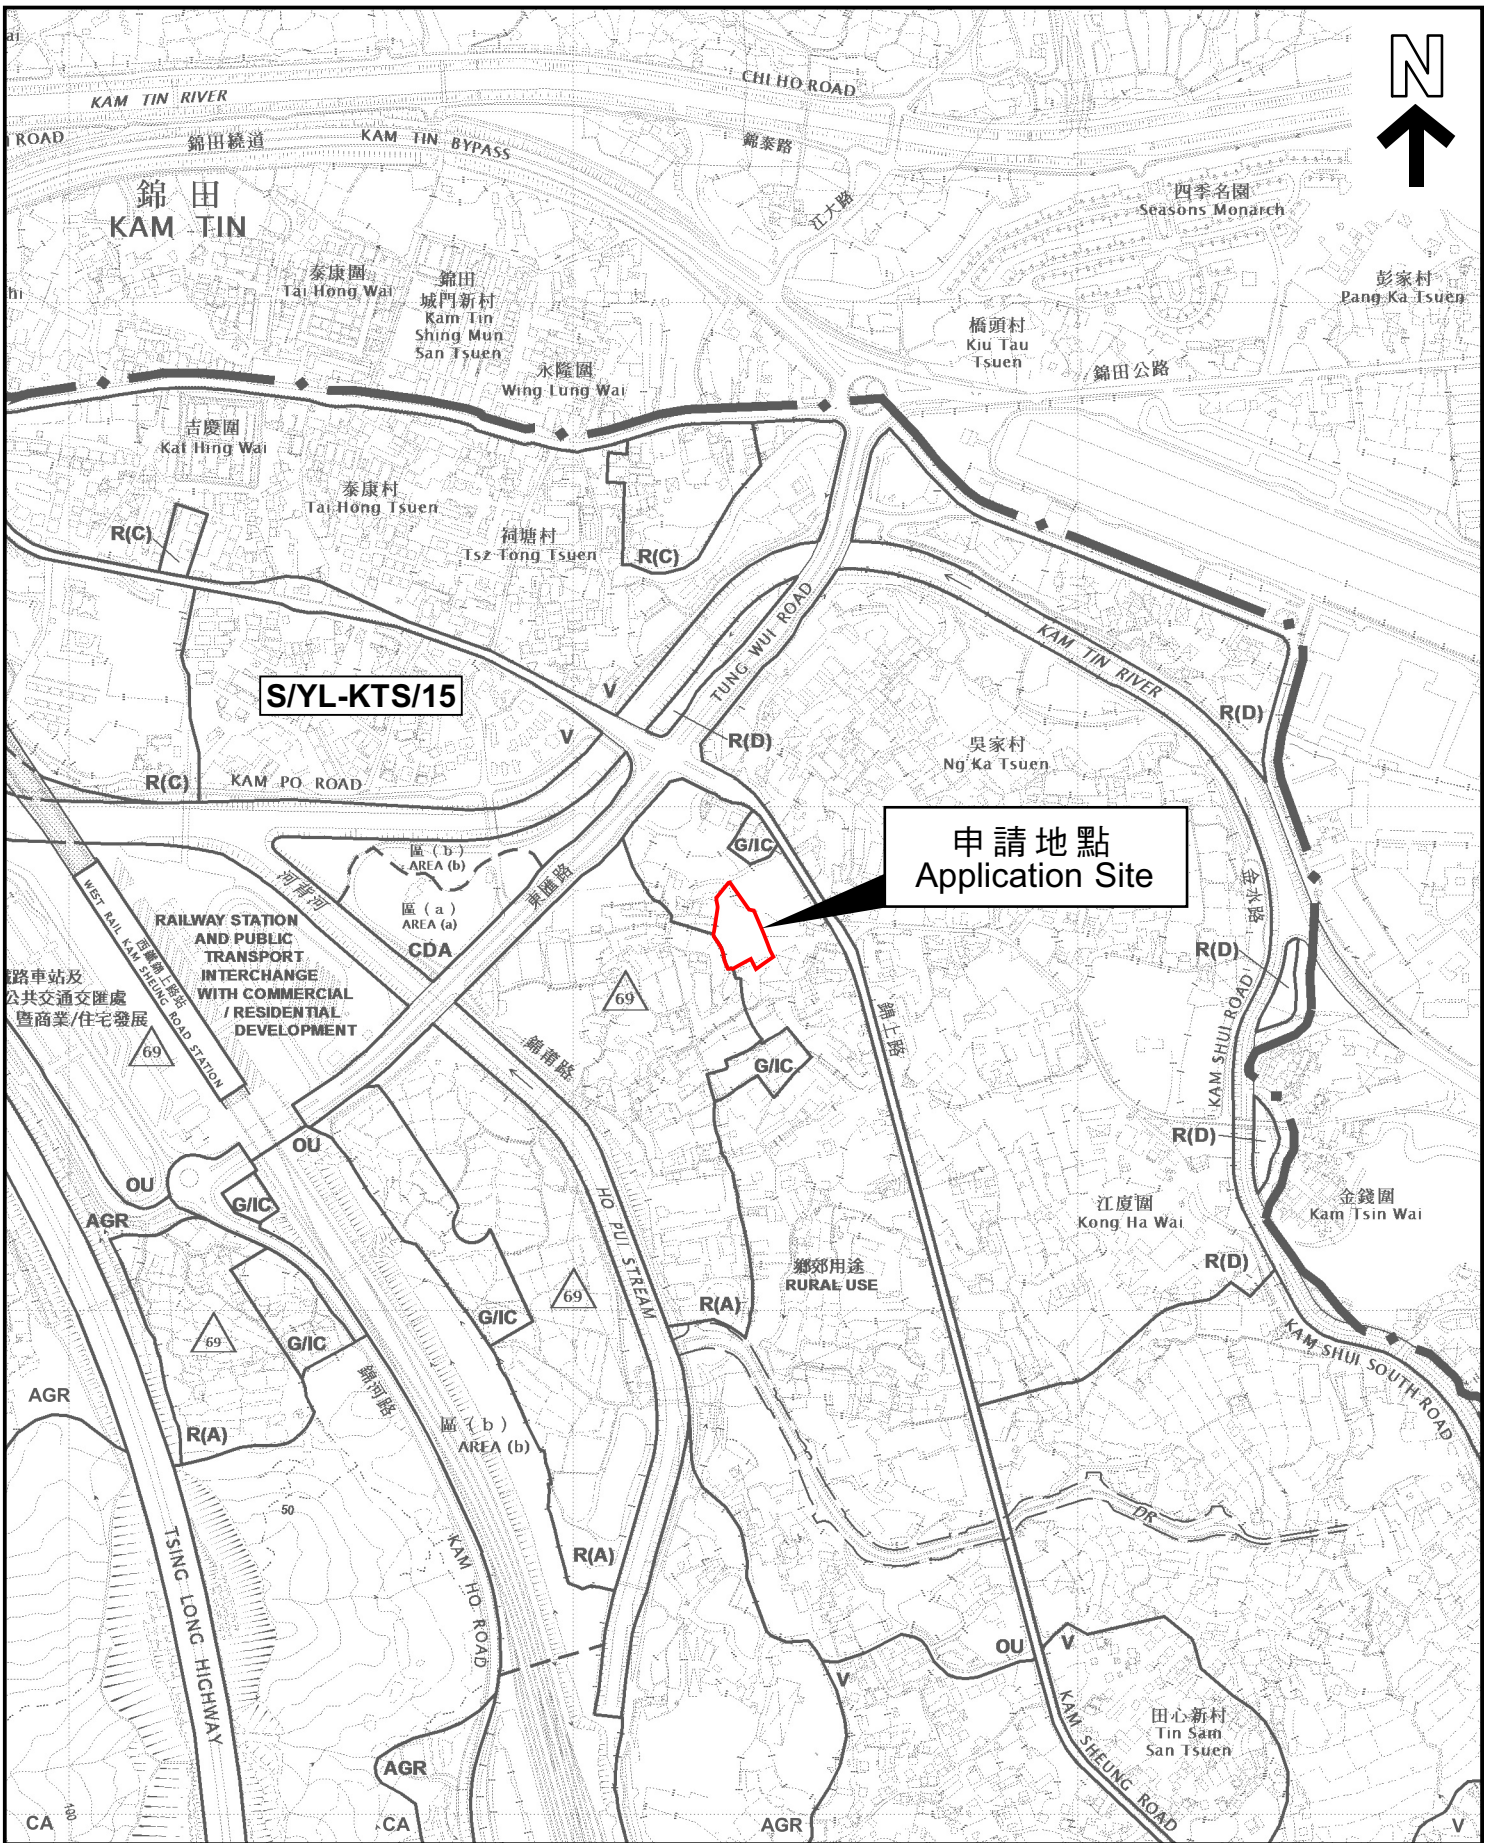 ai
N
CHI HO ROAD
KAM TIN RIVER
ROAD
錦田繞道
KAM TIN BYPASS
錦泰路
錦田
KAM TIN
江大路
四季名園
Seasons Monarch
泰康圍
Tai Hong Wai
錦田
城門新村
Kam Tin
Shing Mun
San Tsuen
hi
彭家村
Pang Ka Tsuen
橋頭村
Kiu Tau
Tsuen
錦田公路
永隆圍
Wing Lung Wai
吉慶圍
Kat Hing Wai
泰康村
Tai Hong Tsuen
祠塘村
Tsz Tong Tsuen
R(C)
R(C)
TUNG WUI ROAD
KAM TIN RIVER
S/YL-KTS/15
V
V
R(D)
R(D)
吳家村
Ng Ka Tsuen
R(C)
KAM PO ROAD
申請地點
Application Site
G/IC
區 (b)
AREA (b)
河背河
東匯路
區 (a)
AREA (a)
CDA
金水路
WEST RAIL KAM SHEUNG ROAD STATION
西鐵錦上路站
RAILWAY STATION
AND PUBLIC
TRANSPORT
INTERCHANGE
WITH COMMERCIAL
/ RESIDENTIAL
DEVELOPMENT
路車站及
公共交通交匯處
暨商業/住宅發展
69
69
R(D)
錦上路
KAM SHUI ROAD
錦莆路
G/IC
R(D)
OU
OU
G/IC
AGR
HO PUI STREAM
江廈圍
Kong Ha Wai
金錢圍
Kam Tsin Wai
鄉郊用途
RURAL USE
R(D)
69
69
G/IC
G/IC
R(A)
KAM SHUI SOUTH ROAD
錦河路
AGR
R(A)
區 (b)
AREA (b)
50
DR
TSING LONG HIGHWAY
KAM HO ROAD
R(A)
OU
V
V
KAM SHEUNG ROAD
田心新村
Tin Sam
San Tsuen
AGR
CA
100
CA
AGR
V